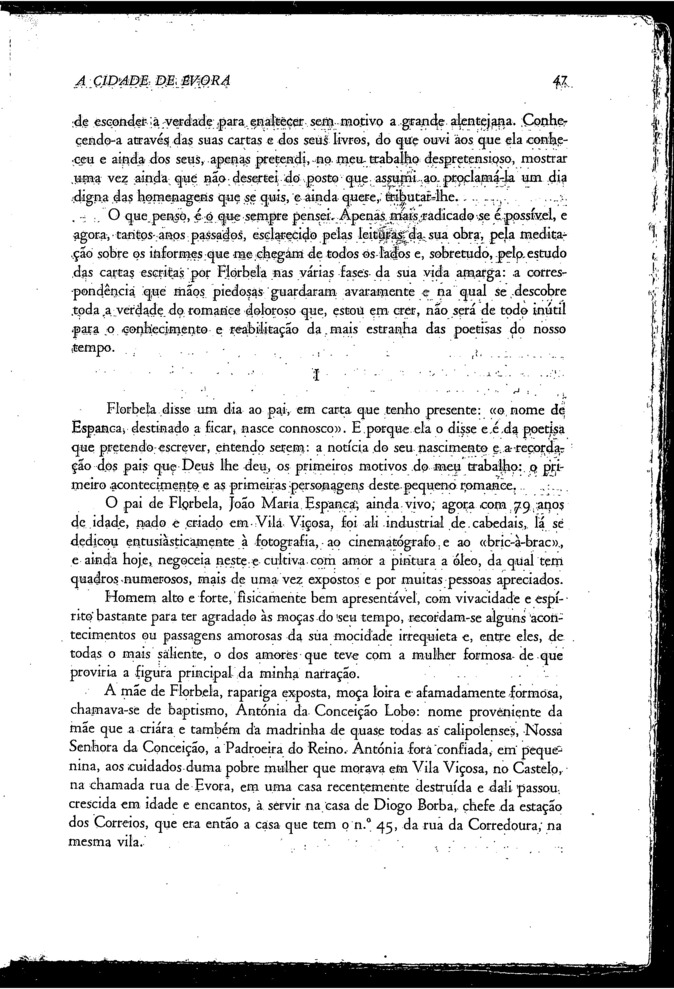 A CIDADE DE ÉVORA 47
de esconder a verdade para enaltecer sem motivo a grande alentejana. Conhe-
cendo-a através das suas cartas e dos seus livros, do que ouvi aos que ela conhe-
ceu e ainda dos seus, apenas pretendi, no meu trabalho despretensioso, mostrar
uma vez ainda que não desertei do posto que assumi ao proclamá-la um dia
digna das homenagens que se quis, e ainda quere, tributar-lhe.
O que penso, é o que sempre pensei. Apenas mais radicado se é possível, e
agora, tantos anos passados, esclarecido pelas leituras da sua obra, pela medita-
ção sobre os informes que me chegam de todos os lados e, sobretudo, pelo estudo
das cartas escritas por Florbela nas várias fases da sua vida amarga: a corres-
pondência que mãos piedosas guardaram avaramente e na qual se descobre
toda a verdade do romance doloroso que, estou em crer, não será de todo inútil
para o conhecimento e reabilitação da mais estranha das poetisas do nosso
tempo.
I
Florbela disse um dia ao pai, em carta que tenho presente: «o nome de
Espanca, destinado a ficar, nasce connosco». E porque ela o disse e é da poetisa
que pretendo escrever, entendo serem: a notícia do seu nascimento e a recorda-
ção dos pais que Deus lhe deu, os primeiros motivos do meu trabalho: o pri-
meiro acontecimento e as primeiras personagens deste pequeno romance.
O pai de Florbela, João Maria Espanca, ainda vivo, agora com 79 anos
de idade, nado e criado em Vila Viçosa, foi ali industrial de cabedais, lá se
dedicou entusiàsticamente à fotografia, ao cinematógrafo e ao «bric-à-brac»,
e ainda hoje, negoceia neste e cultiva com amor a pintura a óleo, da qual tem
quadros numerosos, mais de uma vez expostos e por muitas pessoas apreciados.
Homem alto e forte, fisicamente bem apresentável, com vivacidade e espí-
rito bastante para ter agradado às moças do seu tempo, recordam-se alguns acon-
tecimentos ou passagens amorosas da sua mocidade irrequieta e, entre eles, de
todas o mais saliente, o dos amores que teve com a mulher formosa de que
proviria a figura principal da minha narração.
A mãe de Florbela, rapariga exposta, moça loira e afamadamente formosa,
chamava-se de baptismo, Antónia da Conceição Lobo: nome proveniente da
mãe que a criára e também da madrinha de quase todas as calipolenses, Nossa
Senhora da Conceição, a Padroeira do Reino. Antónia fora confiada, em peque-
nina, aos cuidados duma pobre mulher que morava em Vila Viçosa, no Castelo,
na chamada rua de Évora, em uma casa recentemente destruída e dali passou,
crescida em idade e encantos, a servir na casa de Diogo Borba, chefe da estação
dos Correios, que era então a casa que tem o n.º 45, da rua da Corredoura, na
mesma vila.